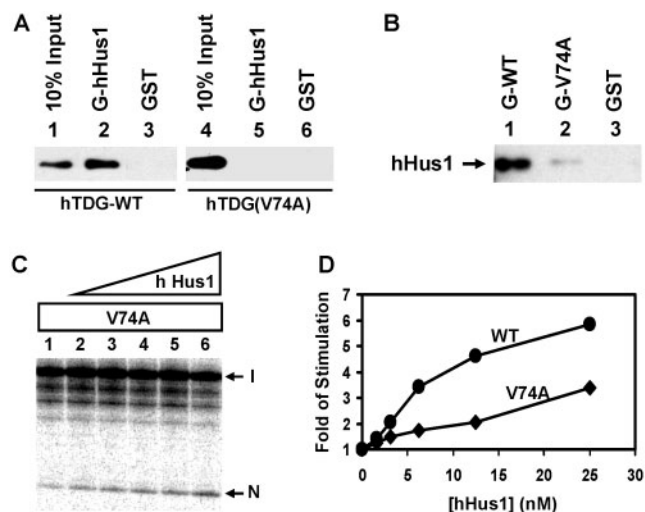 A
10% Input
G-hHus1
GST
10% Input
G-hHus1
GST
1 2 3 4 5 6
hTDG-WT hTDG(V74A)
B
G-WT
G-V74A
GST
1 2 3
hHus1
C
h Hus1
V74A
1 2 3 4 5 6
I
N
D
Fold of Stimulation
7
6
5
4
3
2
1
WT
V74A
0 5 10 15 20 25 30
[hHus1] (nM)